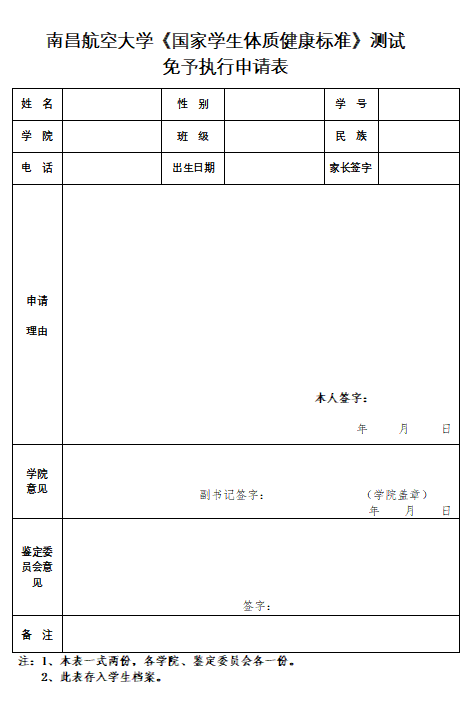 南昌航空大学《国家学生体质健康标准》测试
免予执行申请表
姓 名 性 别 学 号
学 院 班 级 民 族
电 话 出生日期 家长签字
申请
理由
本人签字：
年 月 日
学院
意见
副书记签字： （学院盖章）
年 月 日
鉴定委
员会意
见
签字：
备 注
注：1、本表一式两份，各学院、鉴定委员会各一份。
2、此表存入学生档案。